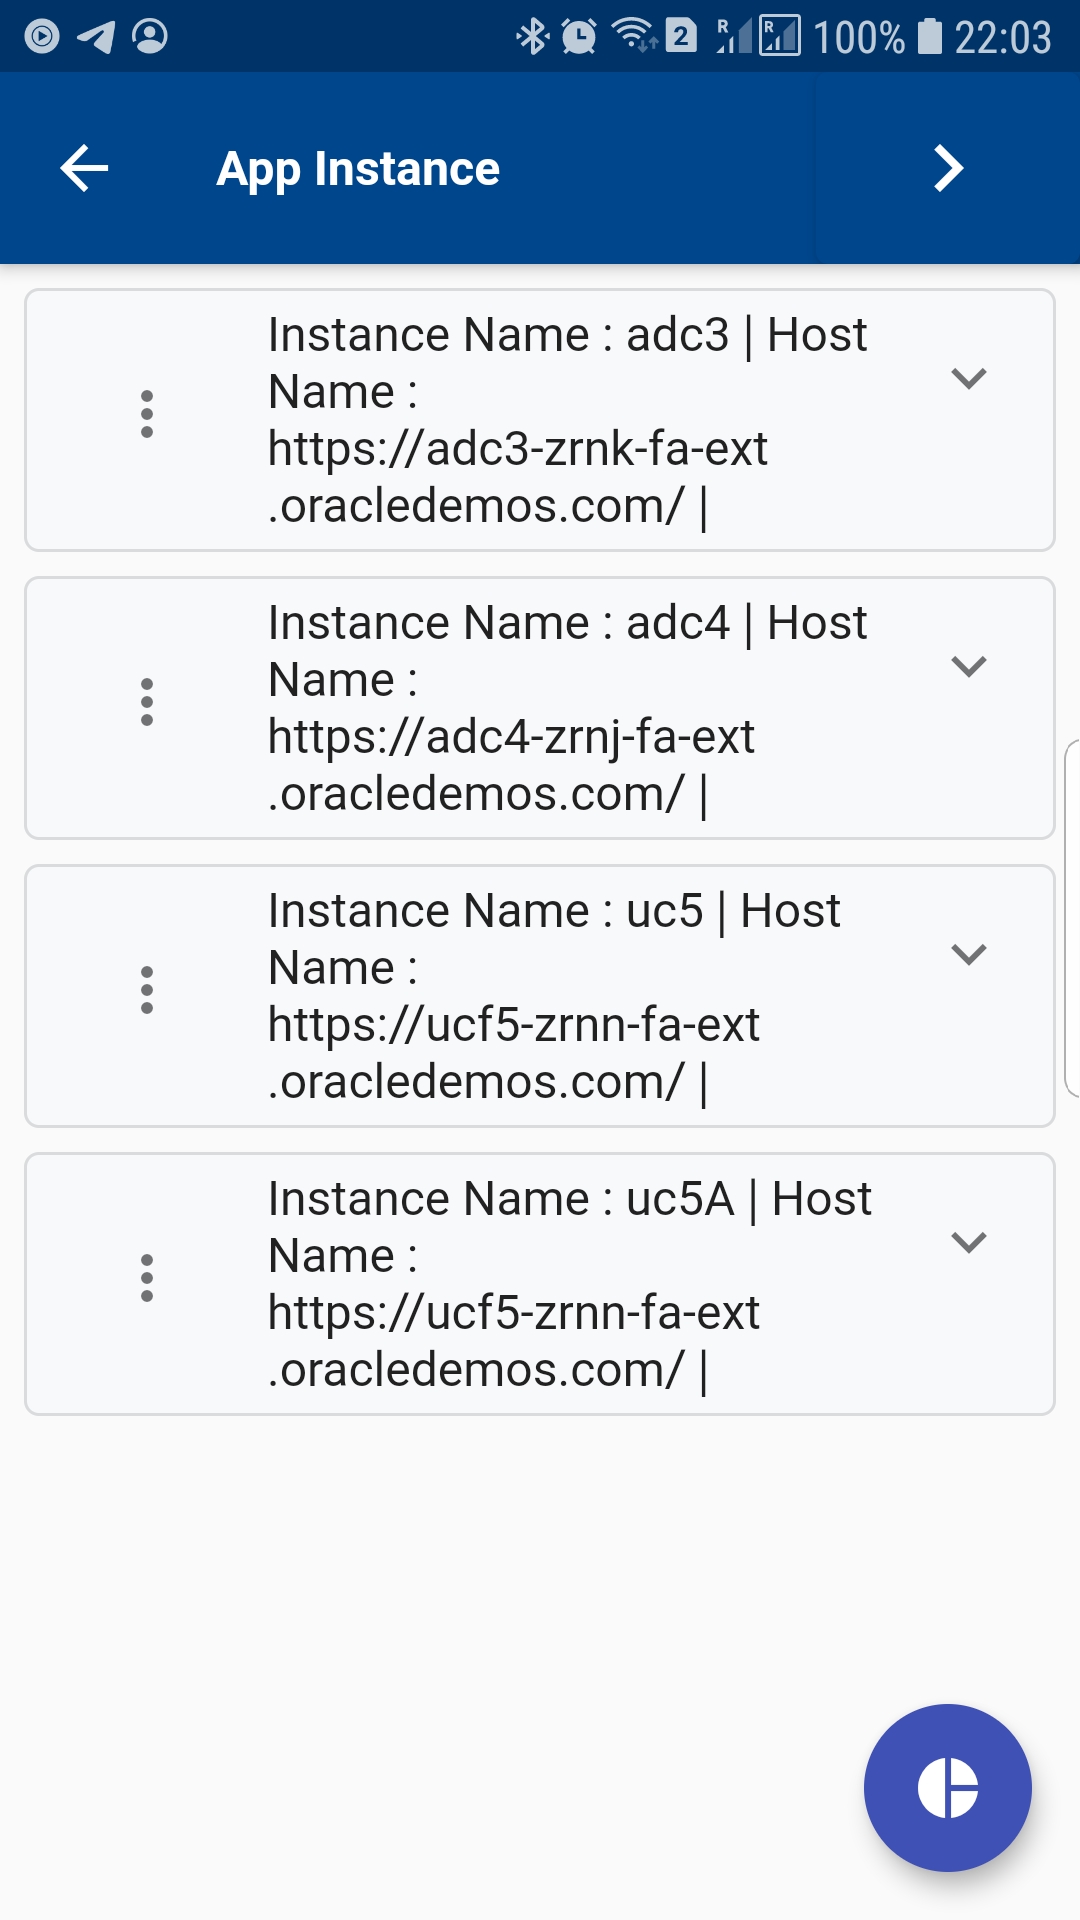 2 R R 100% 22:03
App Instance
Instance Name : adc3 | Host
Name :
https://adc3-zrnk-fa-ext
.oracledemos.com/ |
Instance Name : adc4 | Host
Name :
https://adc4-zrnj-fa-ext
.oracledemos.com/ |
Instance Name : uc5 | Host
Name :
https://ucf5-zrnn-fa-ext
.oracledemos.com/ |
Instance Name : uc5A | Host
Name :
https://ucf5-zrnn-fa-ext
.oracledemos.com/ |